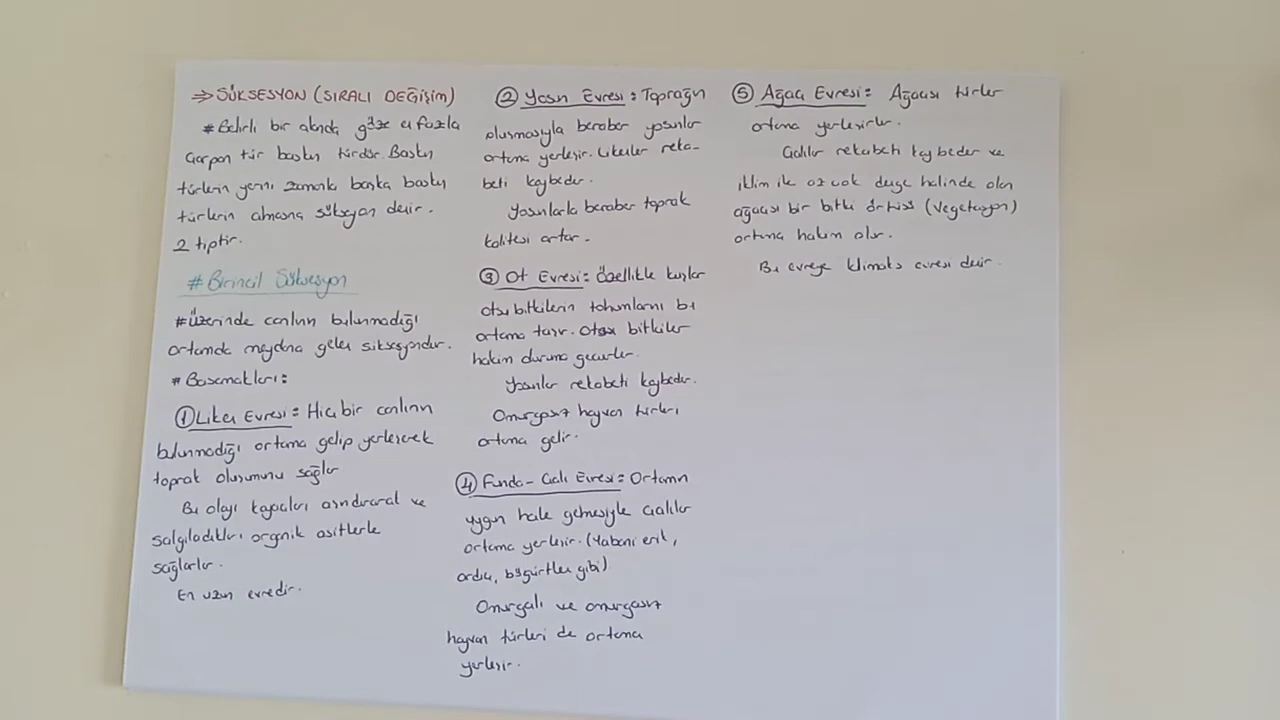 ⇒ SÜKSESYON (SIRALI DEĞİŞİM)
# Belirli bir alanda göze en fazla
çarpan tür baskın türdür. Baskın
türlerin yerini zamanla başka baskın
türlerin almasına süksesyon denir.
2 tiptir.
# Birincil Süksesyon
# Üzerinde canlının bulunmadığı
ortamda meydana gelen süksesyondur.
# Basamakları:
① Liken Evresi: Hiçbir canlının
bulunmadığı ortama gelip yerleşerek
toprak oluşumunu sağlar
Bu olayı kayaları aşındırarak ve
salgıladıkları organik asitlerle
sağlarlar.
En uzun evredir.
② Yosun Evresi: Toprağın
oluşmasıyla beraber yosunlar
ortama yerleşir. Likenler reka-
beti kaybeder.
Yosunlarla beraber toprak
kalitesi artar.
③ Ot Evresi: Özellikle kuşlar
otsu bitkilerin tohumlarını bu
ortama taşır. Otsu bitkiler
hakim duruma geçerler.
Yosunlar rekabeti kaybeder.
Omurgasız hayvan türleri
ortama gelir.
④ Funda-Çalı Evresi: Ortamın
uygun hale gelmesiyle çalılar
ortama yerleşir. (Yabani erik,
ardıç, böğürtlen gibi)
Omurgalı ve omurgasız
hayvan türleri de ortama
yerleşir.
⑤ Ağaç Evresi: Ağaçsı türler
ortama yerleşirler.
Çalılar rekabeti kaybeder ve
iklim ile az çok denge halinde olan
ağaçsı bir bitki örtüsü (vegetasyon)
ortama hakim olur.
Bu evreye klimaks evresi denir.